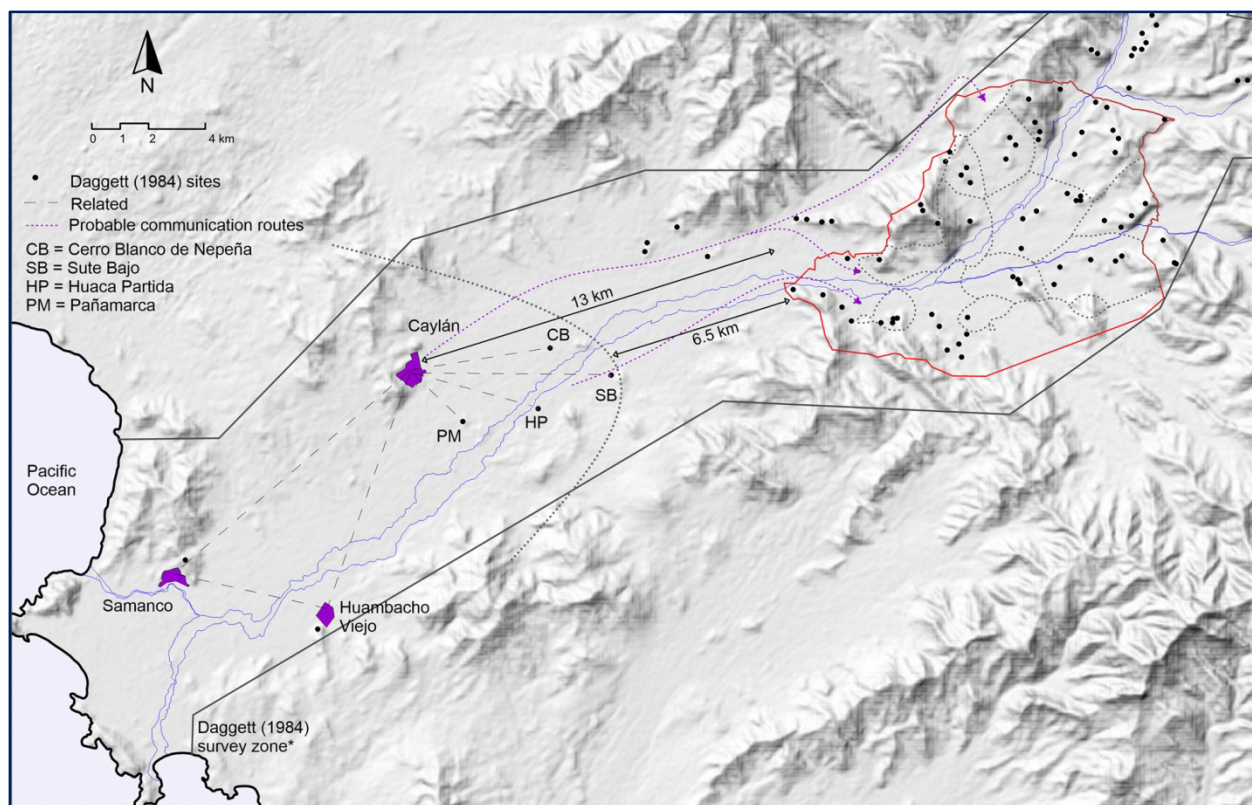 N
0 1 2 4 km
Daggett (1984) sites
Related
Probable communication routes
CB = Cerro Blanco de Nepeña
SB = Sute Bajo
HP = Huaca Partida
PM = Pañamarca
13 km
Caylán
CB
6.5 km
SB
HP
PM
Pacific
Ocean
Samanco
Huambacho
Viejo
Daggett (1984)
survey zone*